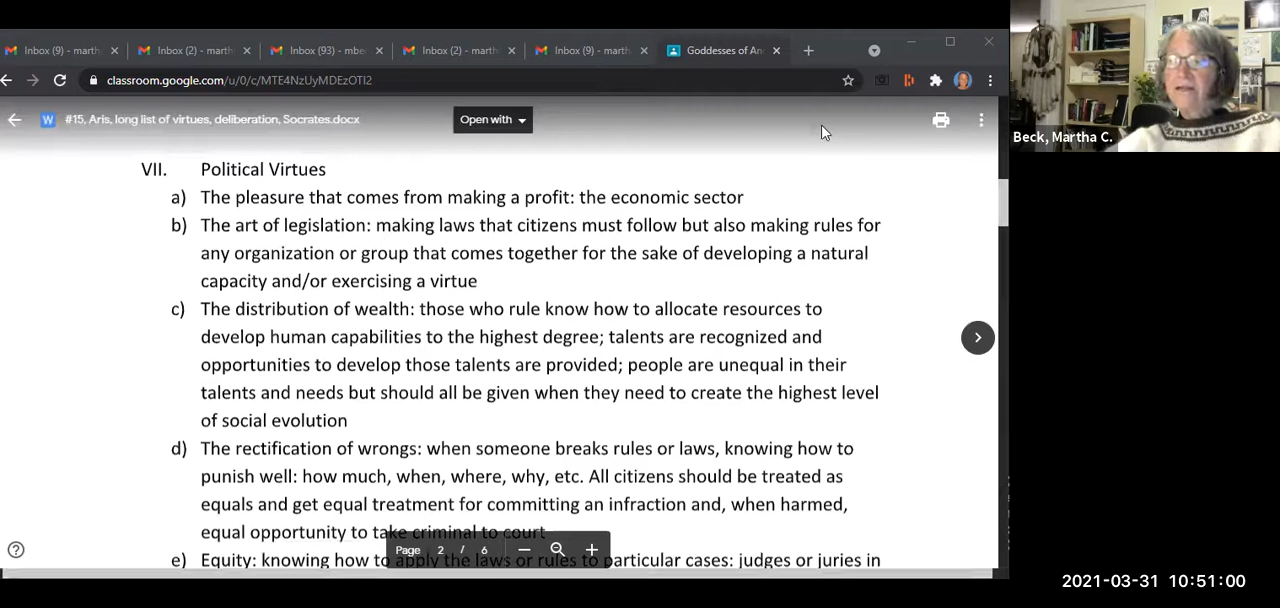 Inbox (9) - marth
Inbox (2) - marth
Inbox (93) - mbe
Inbox (2) - marth
Inbox (9) - marth
Goddesses of An
classroom.google.com/u/0/c/MTE4NzUyMDEzOTI2
W #15, Aris, long list of virtues, deliberation, Socrates.docx
Open with
Beck, Martha C.
VII. Political Virtues
a) The pleasure that comes from making a profit: the economic sector
b) The art of legislation: making laws that citizens must follow but also making rules for
any organization or group that comes together for the sake of developing a natural
capacity and/or exercising a virtue
c) The distribution of wealth: those who rule know how to allocate resources to
develop human capabilities to the highest degree; talents are recognized and
opportunities to develop those talents are provided; people are unequal in their
talents and needs but should all be given when they need to create the highest level
of social evolution
d) The rectification of wrongs: when someone breaks rules or laws, knowing how to
punish well: how much, when, where, why, etc. All citizens should be treated as
equals and get equal treatment for committing an infraction and, when harmed,
equal opportunity to take criminal to court
Page 2 / 6
e) Equity: knowing how to apply the laws or rules to particular cases: judges or juries in
2021-03-31 10:51:00